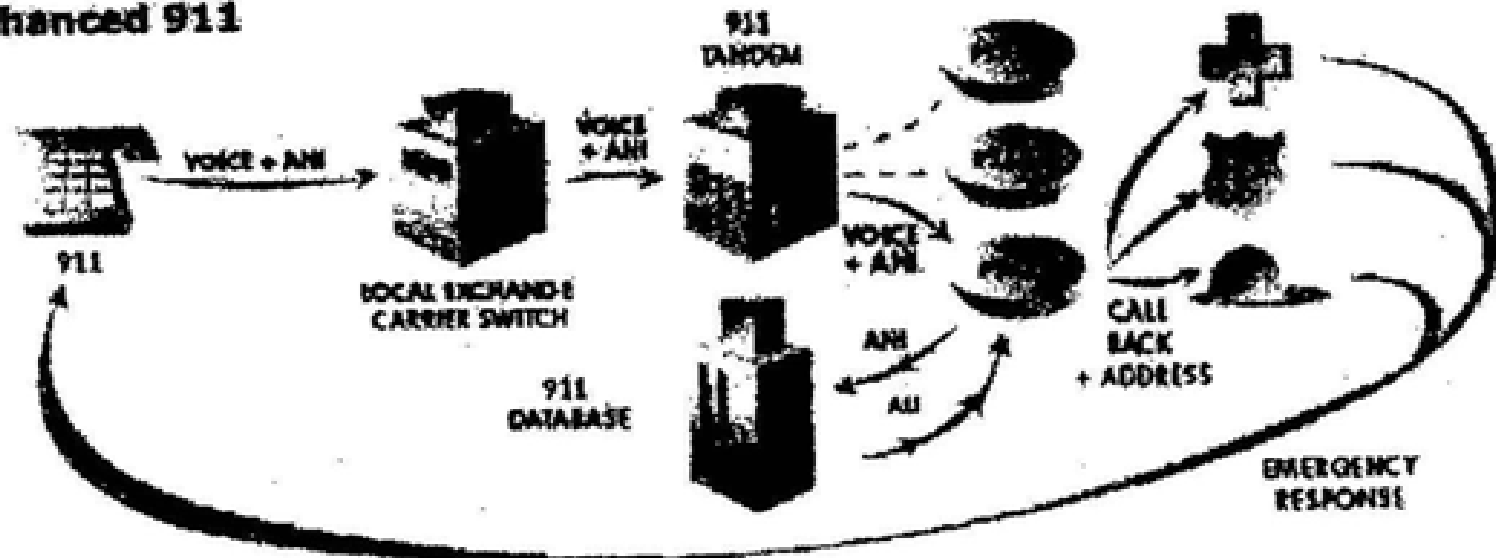 hanced 911
911
TANDEM
VOICE + ANI
VOICE
+ ANI
911
LOCAL EXCHANGE
CARRIER SWITCH
VOICE
+ ANI
911
DATABASE
ANI
ALI
CALL
BACK
+ ADDRESS
EMERGENCY
RESPONSE